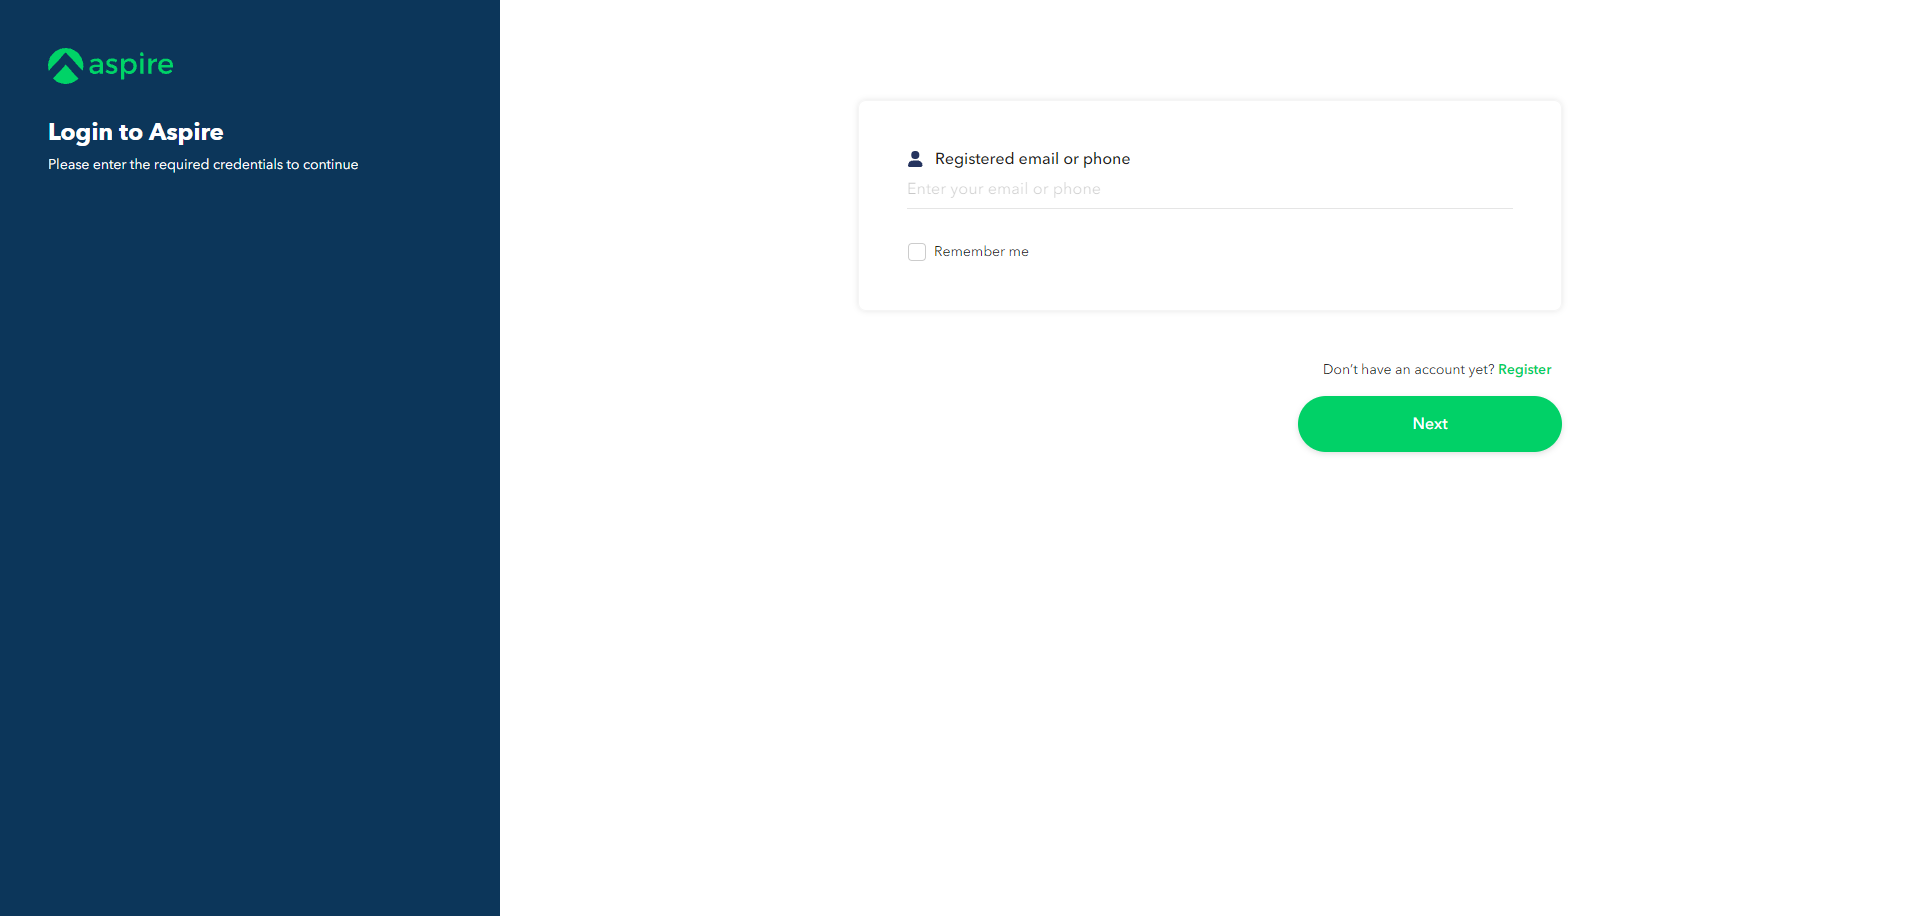 aspire
Login to Aspire
Please enter the required credentials to continue
Registered email or phone
Enter your email or phone
Remember me
Don't have an account yet? Register
Next